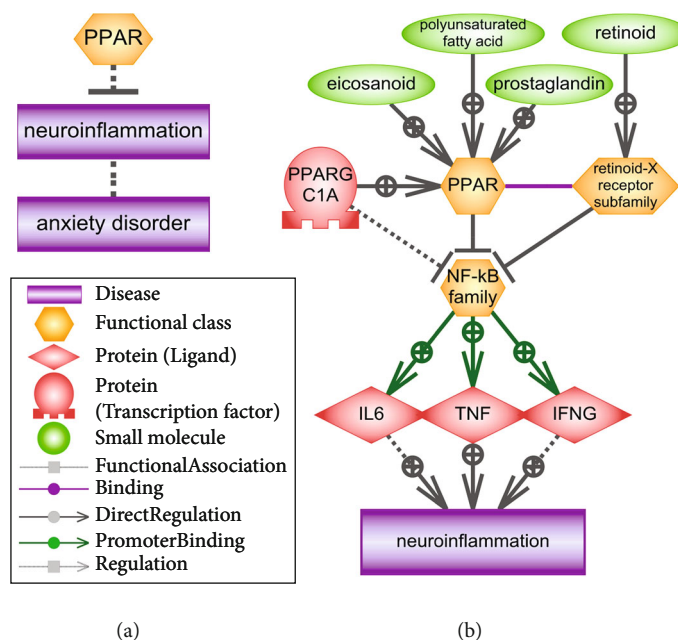 PPAR
neuroinflammation
anxiety disorder
Disease
Functional class
Protein (Ligand)
Protein
(Transcription factor)
Small molecule
FunctionalAssociation
Binding
DirectRegulation
PromoterBinding
Regulation
(a)
polyunsaturated
fatty acid
retinoid
eicosanoid
prostaglandin
PPARG
C1A
PPAR
retinoid-X
receptor
subfamily
NF-kB
family
IL6
TNF
IFNG
neuroinflammation
(b)